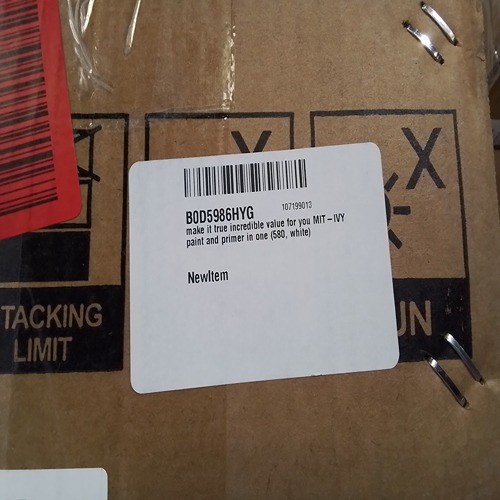 B0D5986HYG 107199013
make it true incredible value for you MIT-IVY
paint and primer in one (580, white)
NewItem
TACKING
LIMIT
UN